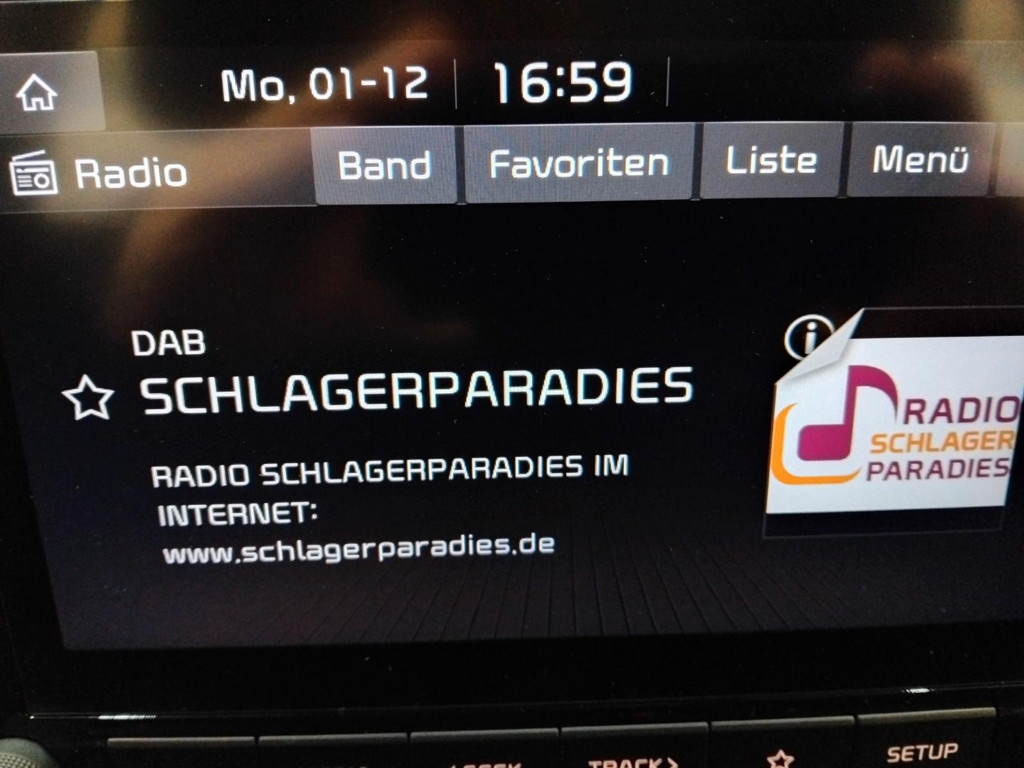 Mo, 01-12 16:59
Radio Band Favoriten Liste Menü
DAB
SCHLAGERPARADIES
RADIO SCHLAGERPARADIES IM
INTERNET:
www.schlagerparadies.de
RADIO
SCHLAGER
PARADIES
TRACK >
SETUP